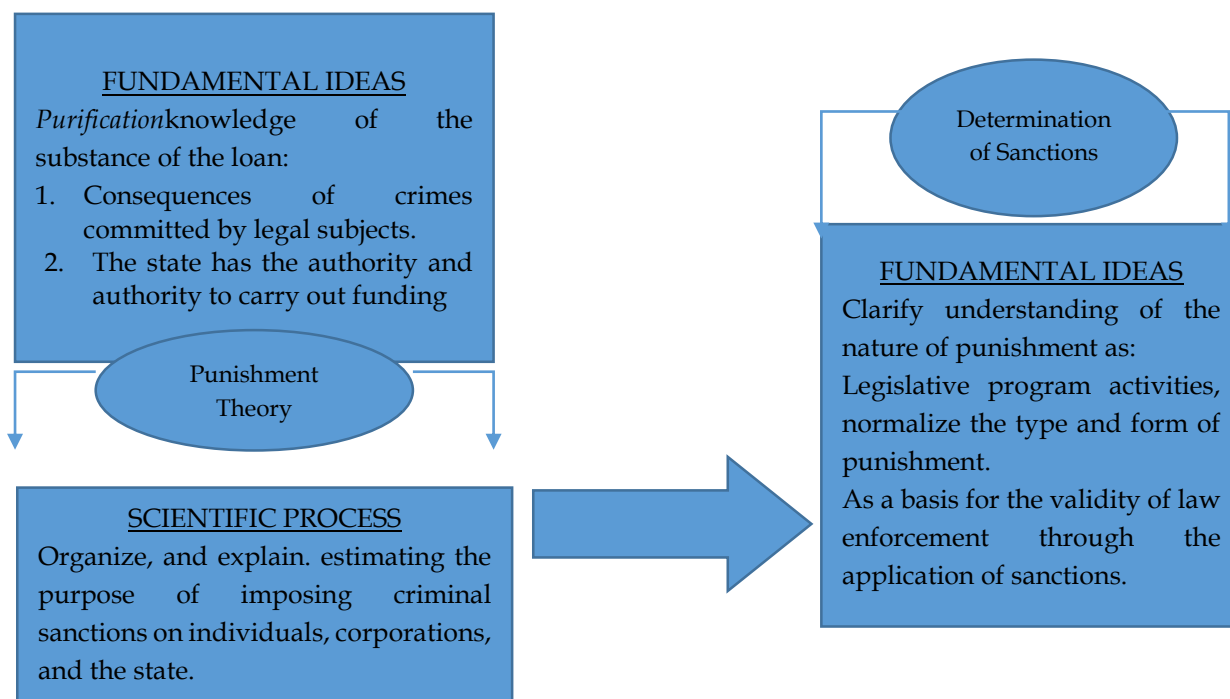 FUNDAMENTAL IDEAS
Purificationknowledge of the
substance of the loan:
1. Consequences of crimes
committed by legal subjects.
2. The state has the authority and
authority to carry out funding
Punishment
Theory
SCIENTIFIC PROCESS
Organize, and explain. estimating the
purpose of imposing criminal
sanctions on individuals, corporations,
and the state.
Determination
of Sanctions
FUNDAMENTAL IDEAS
Clarify understanding of the
nature of punishment as:
Legislative program activities,
normalize the type and form of
punishment.
As a basis for the validity of law
enforcement through the
application of sanctions.